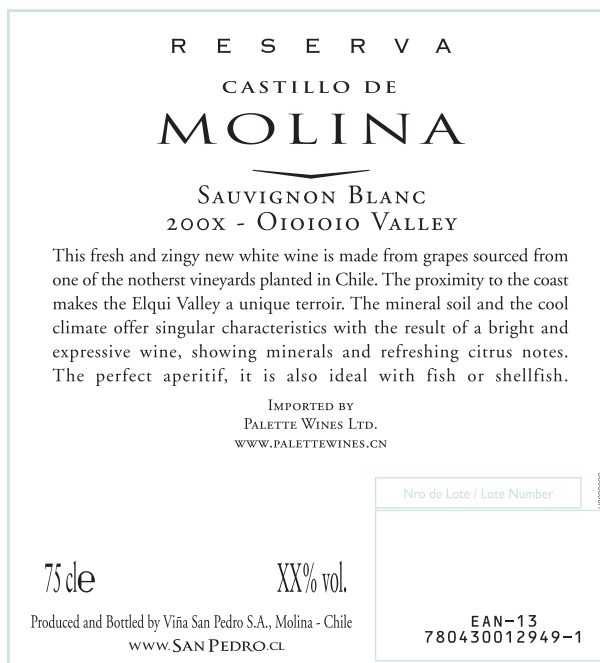 RESERVA
CASTILLO DE
MOLINA
SAUVIGNON BLANC
200X - OIOIOIO VALLEY
This fresh and zingy new white wine is made from grapes sourced from
one of the notherst vineyards planted in Chile. The proximity to the coast
makes the Elqui Valley a unique terroir. The mineral soil and the cool
climate offer singular characteristics with the result of a bright and
expressive wine, showing minerals and refreshing citrus notes.
The perfect aperitif, it is also ideal with fish or shellfish.
IMPORTED BY
PALETTE WINES LTD.
WWW.PALETTEWINES.CN
Nro de Lote / Lote Number
75 cle
XX% vol.
Produced and Bottled by Viña San Pedro S.A., Molina - Chile
WWW.SAN PEDRO.CL
EAN-13
780430012949-1